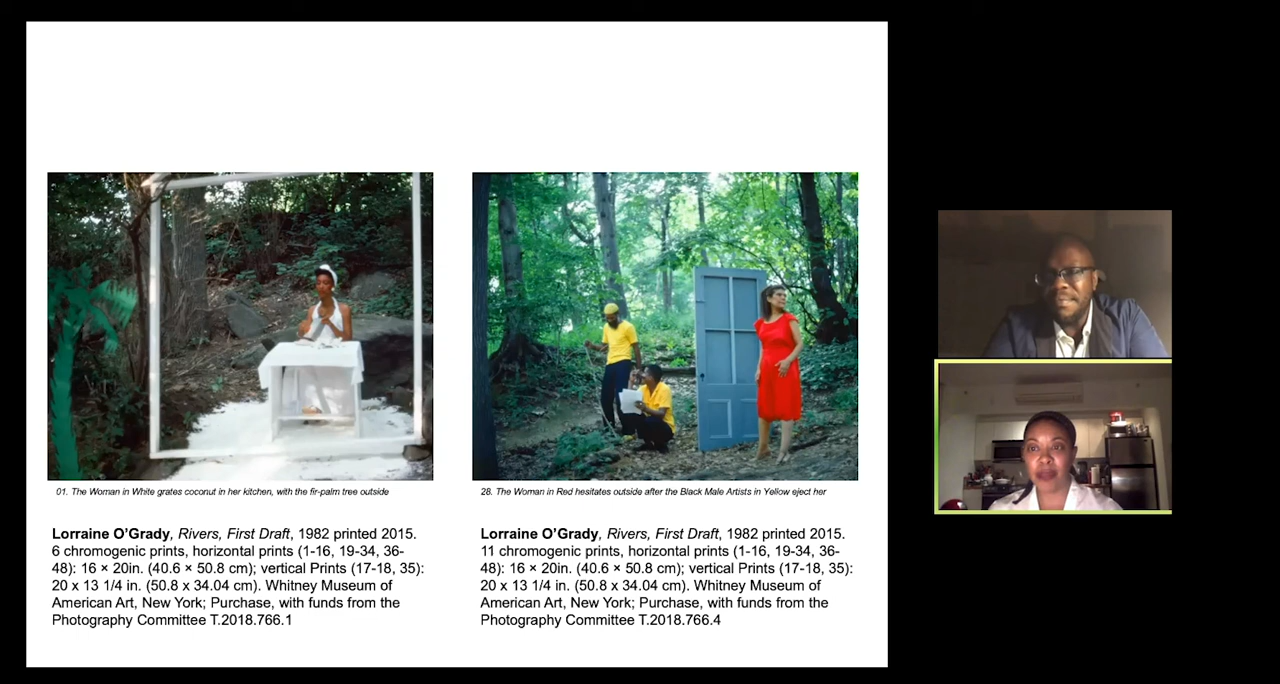 01. The Woman in White grates coconut in her kitchen, with the fir-palm tree outside
Lorraine O'Grady, Rivers, First Draft, 1982 printed 2015.
6 chromogenic prints, horizontal prints (1-16, 19-34, 36-
48): 16 × 20in. (40.6 × 50.8 cm); vertical Prints (17-18, 35):
20 x 13 1/4 in. (50.8 x 34.04 cm). Whitney Museum of
American Art, New York; Purchase, with funds from the
Photography Committee T.2018.766.1
28. The Woman in Red hesitates outside after the Black Male Artists in Yellow eject her
Lorraine O'Grady, Rivers, First Draft, 1982 printed 2015.
11 chromogenic prints, horizontal prints (1-16, 19-34, 36-
48): 16 × 20in. (40.6 × 50.8 cm); vertical Prints (17-18, 35):
20 x 13 1/4 in. (50.8 x 34.04 cm). Whitney Museum of
American Art, New York; Purchase, with funds from the
Photography Committee T.2018.766.4